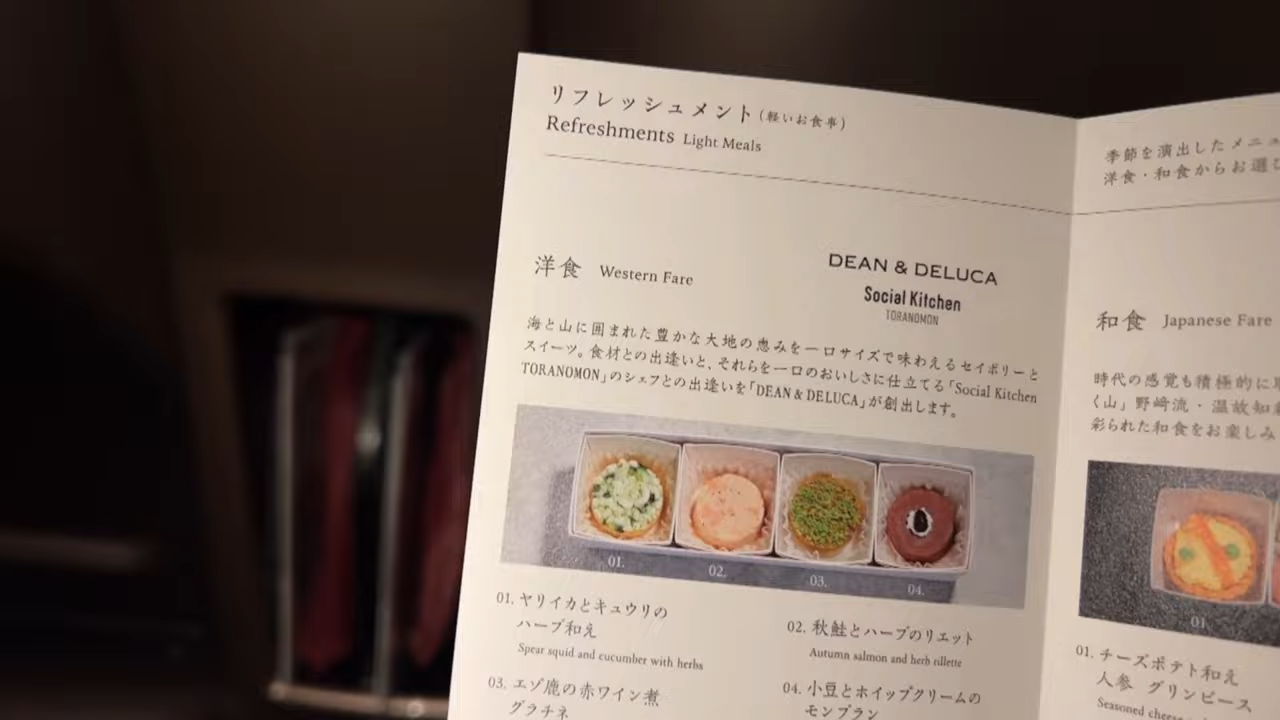 リフレッシュメント（軽いお食事）
Refreshments Light Meals
洋食 Western Fare
DEAN & DELUCA
Social Kitchen
TORANOMON
海と山に囲まれた豊かな大地の恵みを一口サイズで味わえるセイボリーと
スイーツ。食材との出逢いと、それらを一口のおいしさに仕立てる「Social Kitchen
TORANOMON」のシェフとの出逢いを「DEAN & DELUCA」が創出します。
01.
02.
03.
04.
01. ヤリイカとキュウリの
ハーブ和え
Spear squid and cucumber with herbs
02. 秋鮭とハーブのリエット
Autumn salmon and herb rillette
03. エゾ鹿の赤ワイン煮
グラチネ
04. 小豆とホイップクリームの
モンブラン
季節を演出したメニュ
洋食・和食からお選び
和食 Japanese Fare
時代の感覚も積極的に
く山」野﨑流・温故知
彩られた和食をお楽しみ
01.
01. チーズポテト和え
人参 グリンピース
Seasoned cheese